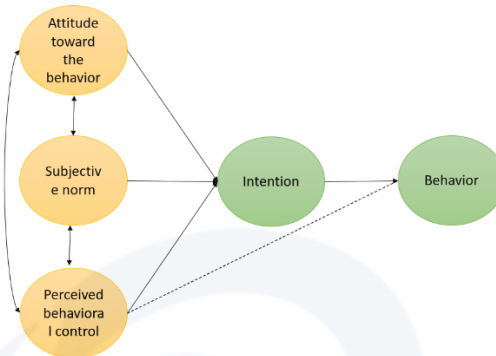 Attitude
toward
the
behavior
Subjectiv
e norm
Intention
Behavior
Perceived
behaviora
l control